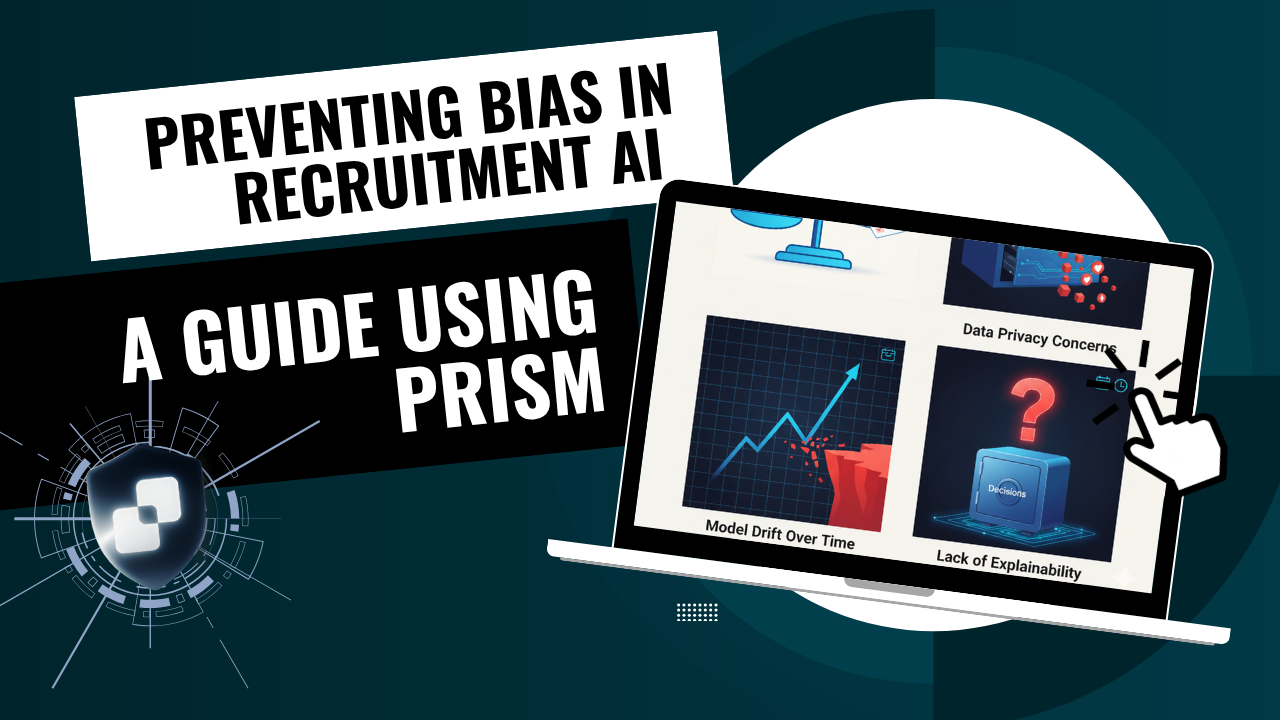 PREVENTING BIAS IN
RECRUITMENT AI
A GUIDE USING
PRISM
Data Privacy Concerns
Decisions
Model Drift Over Time
Lack of Explainability